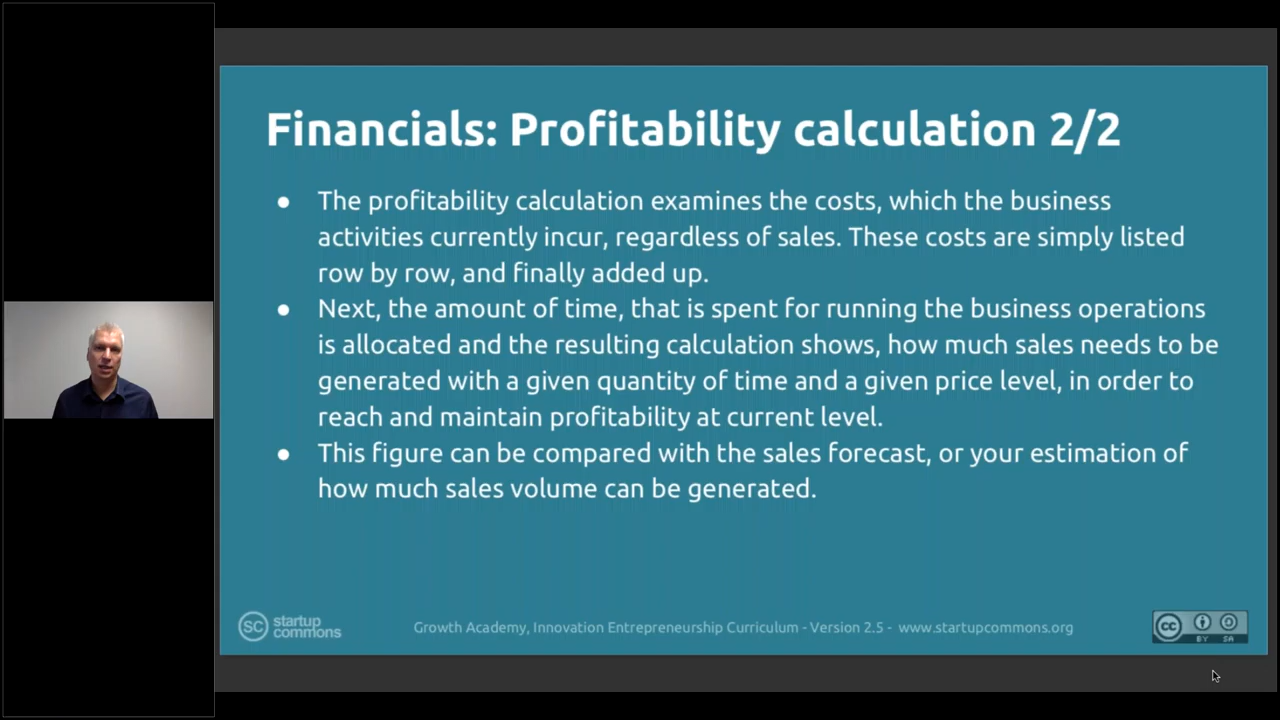 Financials: Profitability calculation 2/2
● The profitability calculation examines the costs, which the business
activities currently incur, regardless of sales. These costs are simply listed
row by row, and finally added up.
● Next, the amount of time, that is spent for running the business operations
is allocated and the resulting calculation shows, how much sales needs to be
generated with a given quantity of time and a given price level, in order to
reach and maintain profitability at current level.
● This figure can be compared with the sales forecast, or your estimation of
how much sales volume can be generated.
SC startup
commons
Growth Academy, Innovation Entrepreneurship Curriculum - Version 2.5 - www.startupcommons.org
cc
BY SA